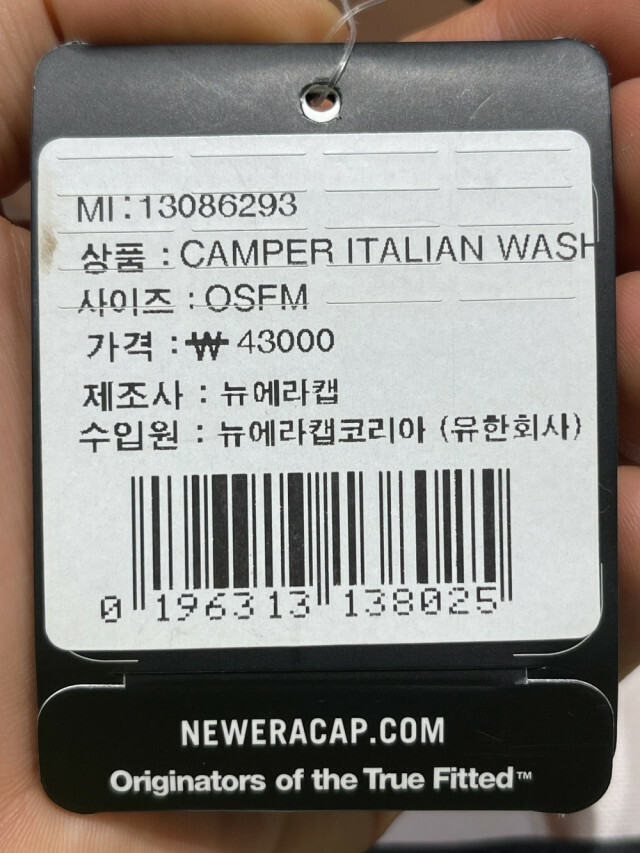 MI:13086293
상품 : CAMPER ITALIAN WASH
사이즈 : OSFM
가격 : ₩ 43000
제조사 : 뉴에라캡
수입원 : 뉴에라캡코리아 (유한회사)
0 196313 138025
NEWERACAP.COM
Originators of the True Fitted™